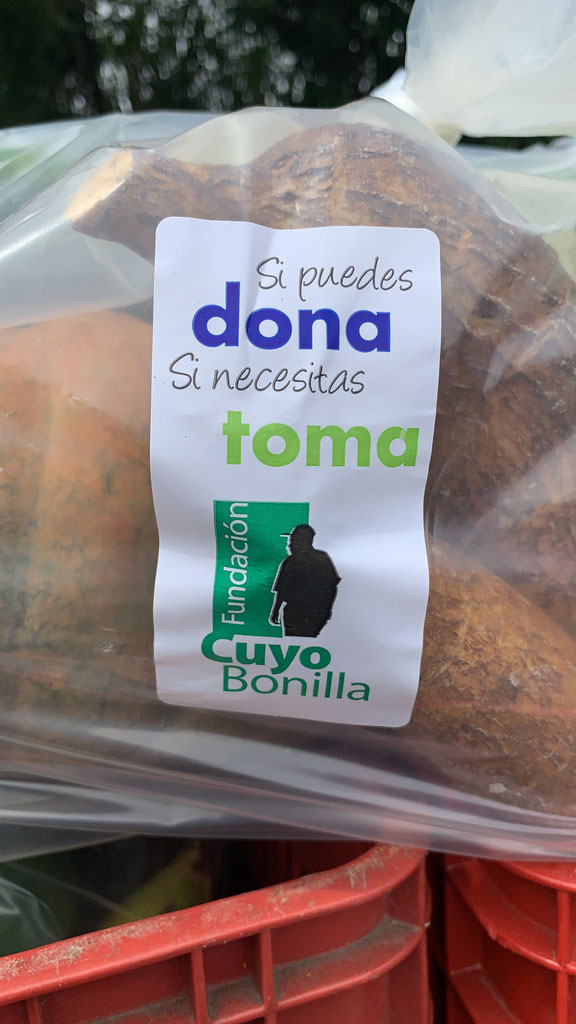 Si puedes
dona
Si necesitas
toma
Fundación
Cuyo
Bonilla